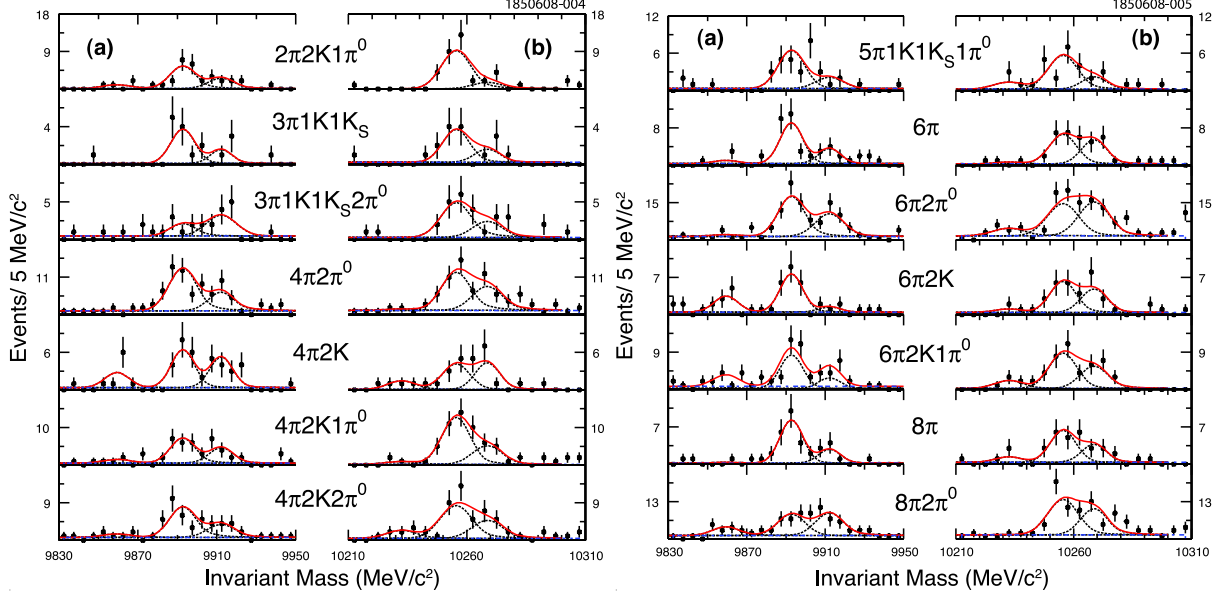 1850608-004
18 (a) 2π2K1π⁰ (b) 18
9 9
3π1K1K_S
4 4
3π1K1K_S2π⁰
5 5
4π2π⁰
11 11
4π2K
6 6
4π2K1π⁰
10 10
4π2K2π⁰
9 9
Events/ 5 MeV/c²
9830 9870 9910 9950 10210 10260 10310
Invariant Mass (MeV/c²)
1850608-005
12 (a) 5π1K1K_S1π⁰ (b) 12
6 6
6π
8 8
6π2π⁰
15 15
6π2K
7 7
6π2K1π⁰
9 9
8π
7 7
8π2π⁰
13 13
Events/ 5 MeV/c²
9830 9870 9910 9950 10210 10260 10310
Invariant Mass (MeV/c²)